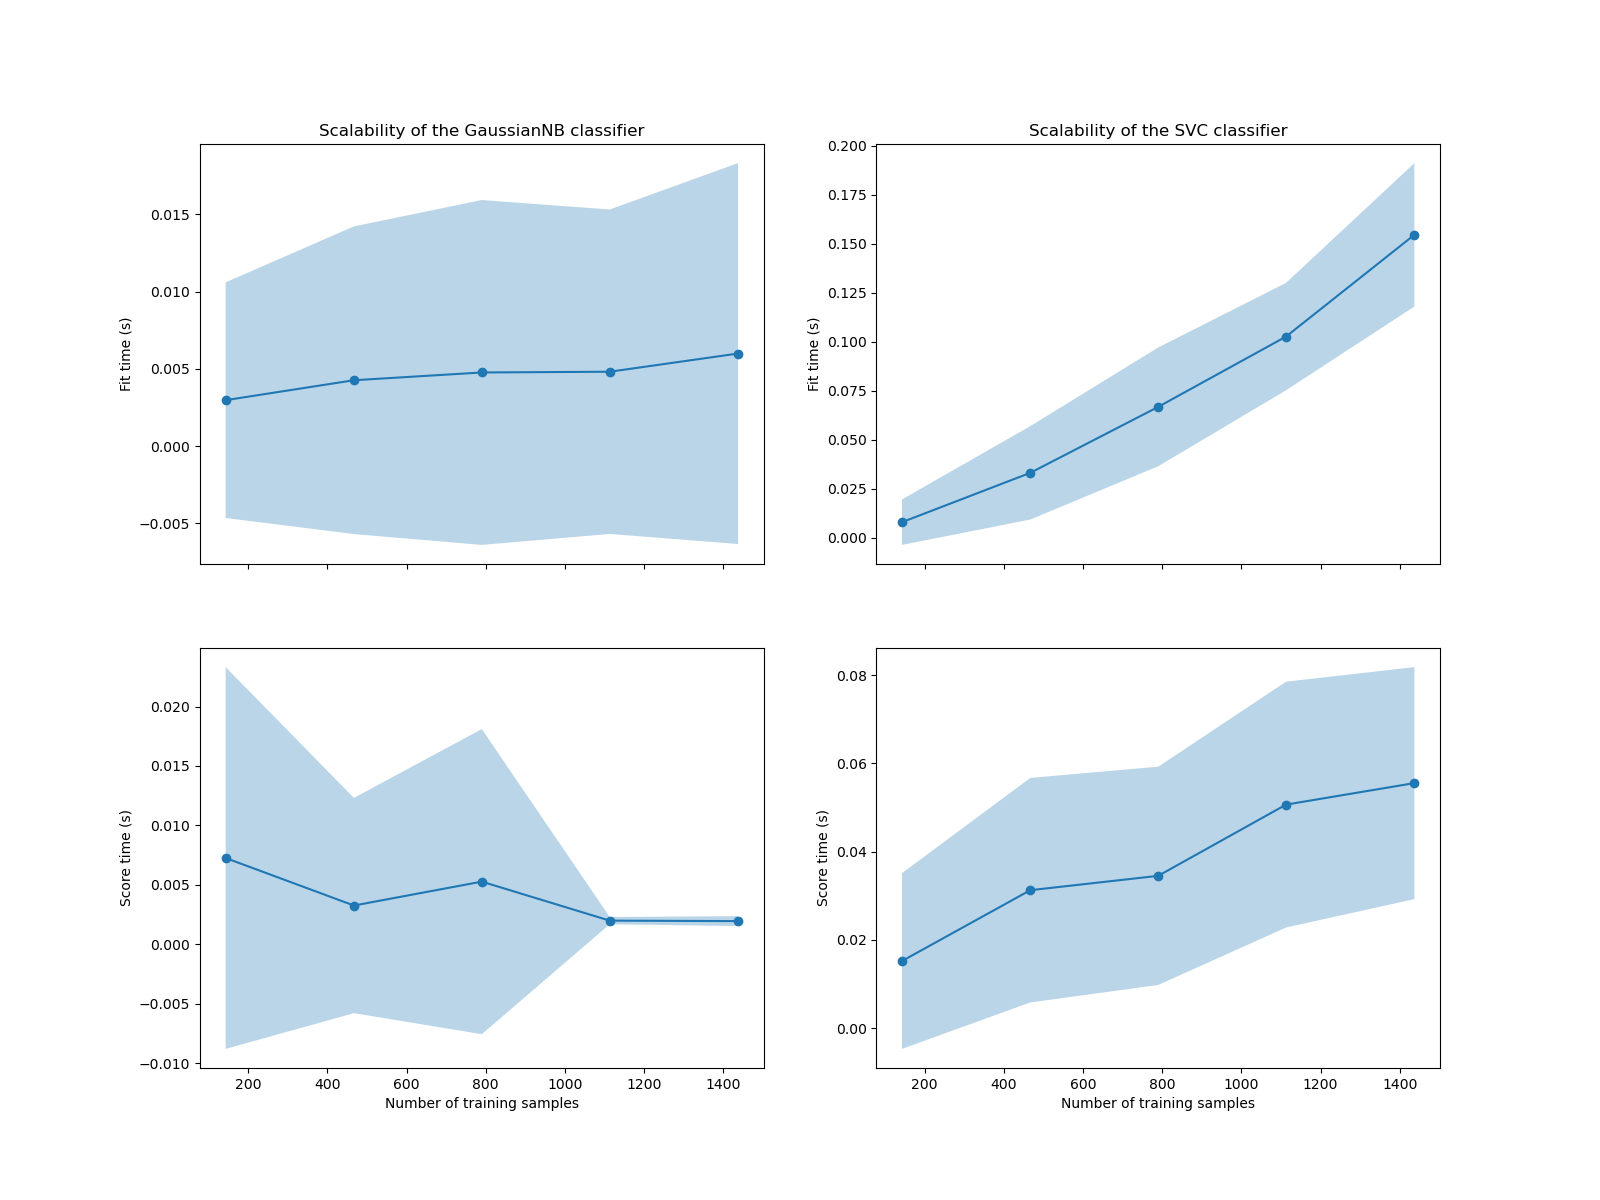 Scalability of the GaussianNB classifier
Fit time (s)
0.015
0.010
0.005
0.000
−0.005
Scalability of the SVC classifier
Fit time (s)
0.200
0.175
0.150
0.125
0.100
0.075
0.050
0.025
0.000
Score time (s)
0.020
0.015
0.010
0.005
0.000
−0.005
−0.010
200 400 600 800 1000 1200 1400
Number of training samples
Score time (s)
0.08
0.06
0.04
0.02
0.00
200 400 600 800 1000 1200 1400
Number of training samples